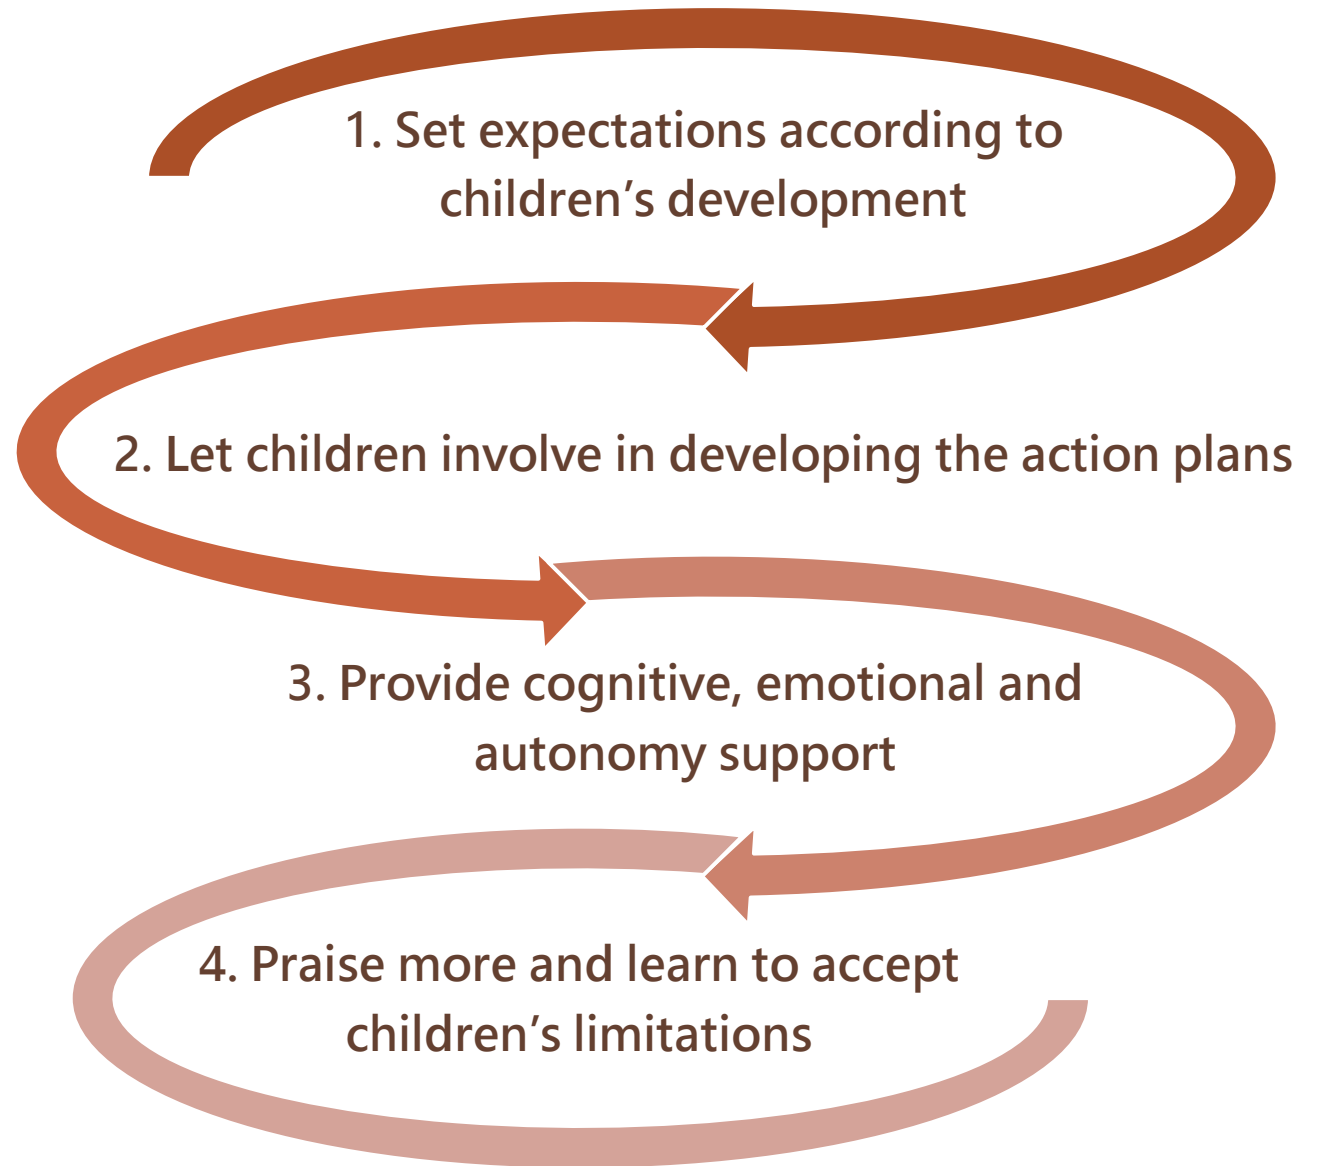 1. Set expectations according to
children’s development
2. Let children involve in developing the action plans
3. Provide cognitive, emotional and
autonomy support
4. Praise more and learn to accept
children’s limitations